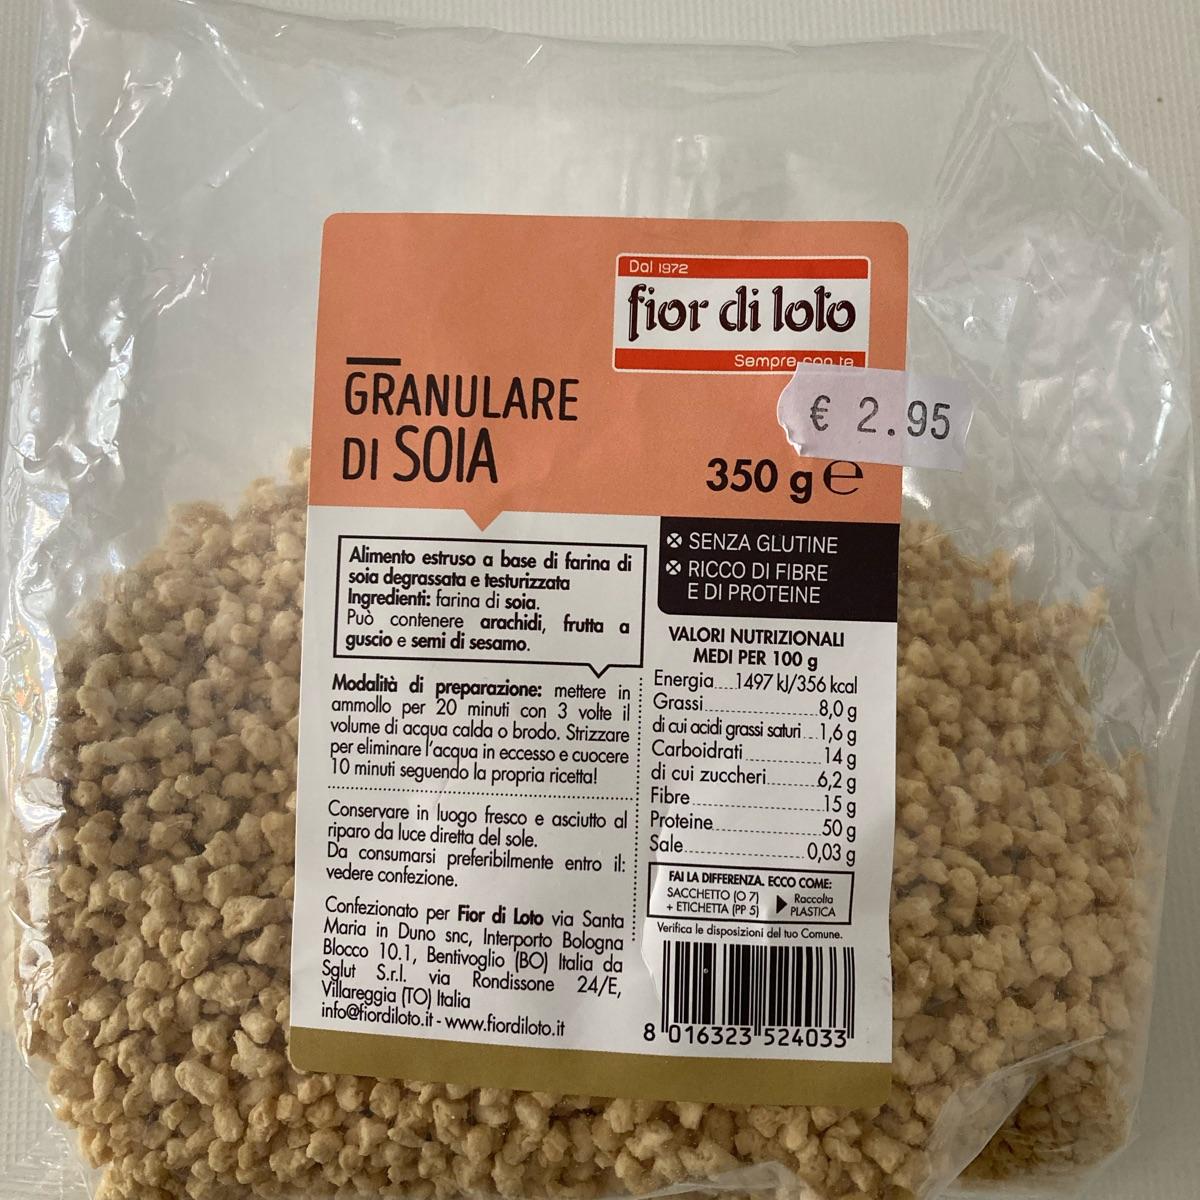 Dal 1972
fior di loto
Sempre con te
€ 2.95
GRANULARE
DI SOIA
350 g e
SENZA GLUTINE
RICCO DI FIBRE
E DI PROTEINE
Alimento estruso a base di farina di
soia degrassata e testurizzata
Ingredienti: farina di soia.
Può contenere arachidi, frutta a
guscio e semi di sesamo.
Modalità di preparazione: mettere in
ammollo per 20 minuti con 3 volte il
volume di acqua calda o brodo. Strizzare
per eliminare l'acqua in eccesso e cuocere
10 minuti seguendo la propria ricetta!
Conservare in luogo fresco e asciutto al
riparo da luce diretta del sole.
Da consumarsi preferibilmente entro il:
vedere confezione.
Confezionato per Fior di Loto via Santa
Maria in Duno snc, Interporto Bologna
Blocco 10.1, Bentivoglio (BO) Italia da
Sglut S.r.l. via Rondissone 24/E,
Villareggia (TO) Italia
info@fiordiloto.it - www.fiordiloto.it
VALORI NUTRIZIONALI
MEDI PER 100 g
Energia.....1497 kJ/356 kcal
Grassi..................8,0 g
di cui acidi grassi saturi...1,6 g
Carboidrati..............14 g
di cui zuccheri..........6,2 g
Fibre....................15 g
Proteine.................50 g
Sale...................0,03 g
FAI LA DIFFERENZA. ECCO COME:
SACCHETTO (O 7)
+ ETICHETTA (PP 5)
Raccolta
PLASTICA
Verifica le disposizioni del tuo Comune.
8 016323 524033